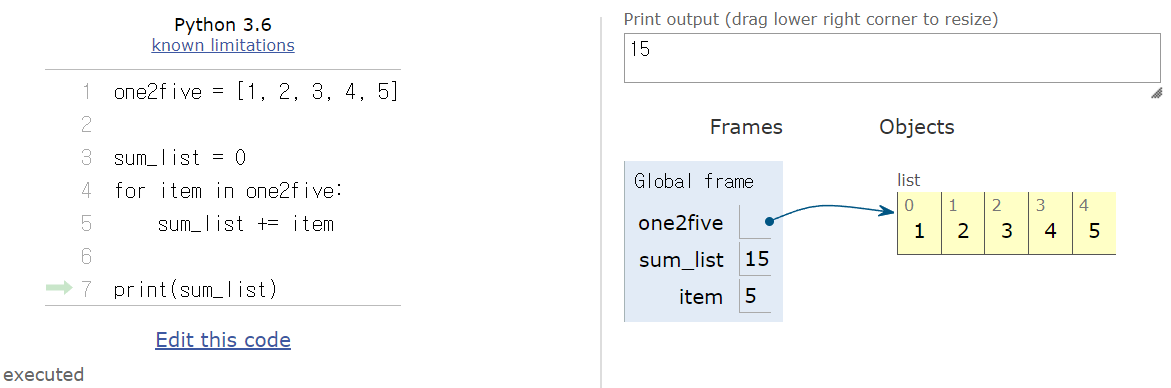 Python 3.6
known limitations
1 one2five = [1, 2, 3, 4, 5]
2
3 sum_list = 0
4 for item in one2five:
5     sum_list += item
6
7 print(sum_list)
Edit this code
executed
Print output (drag lower right corner to resize)
15
Frames Objects
Global frame
one2five
sum_list 15
item 5
list
0 1 2 3 4
1 2 3 4 5